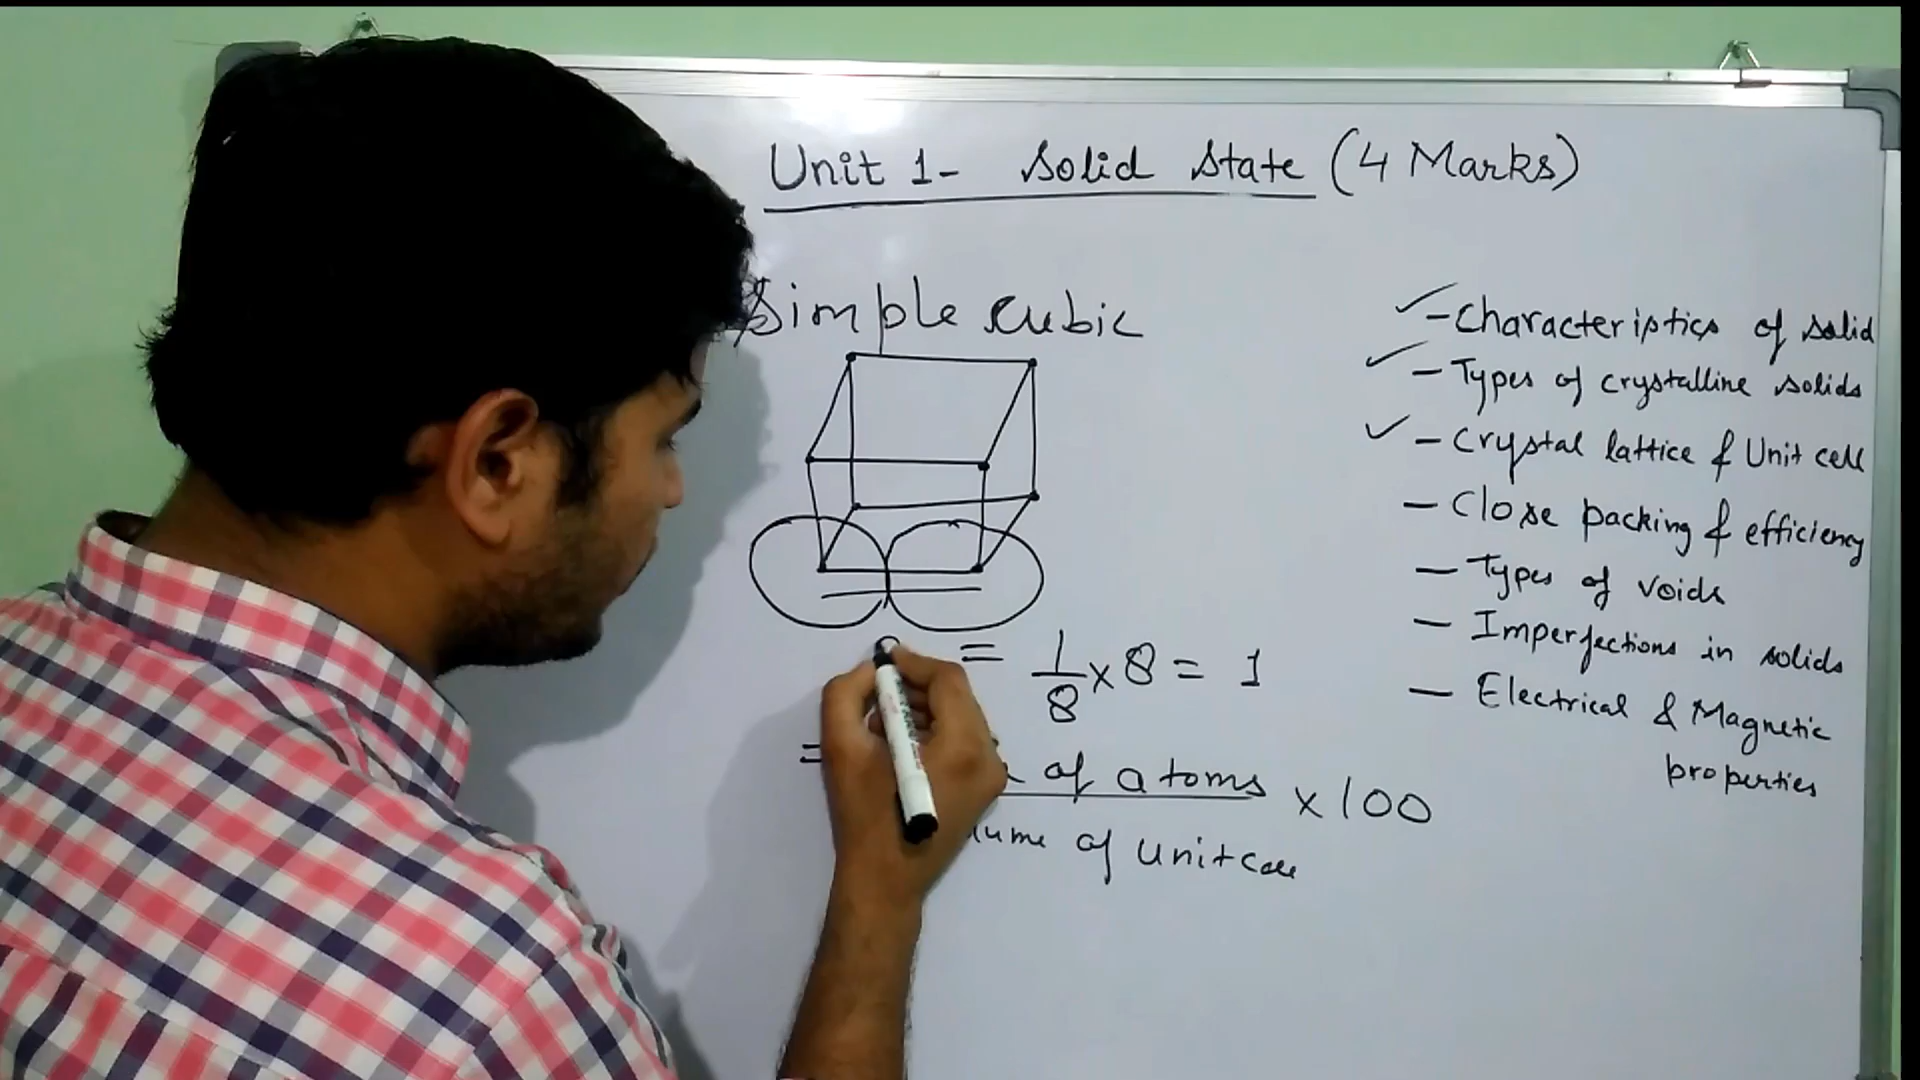 Unit 1- Solid State (4 Marks)
Simple cubic
= 1/8 x 8 = 1
= of atoms x 100
of unit cell
- Characteristics of solid
- Types of crystalline solids
- Crystal lattice & Unit cell
- Close packing & efficiency
- Types of voids
- Imperfections in solids
- Electrical & Magnetic
properties